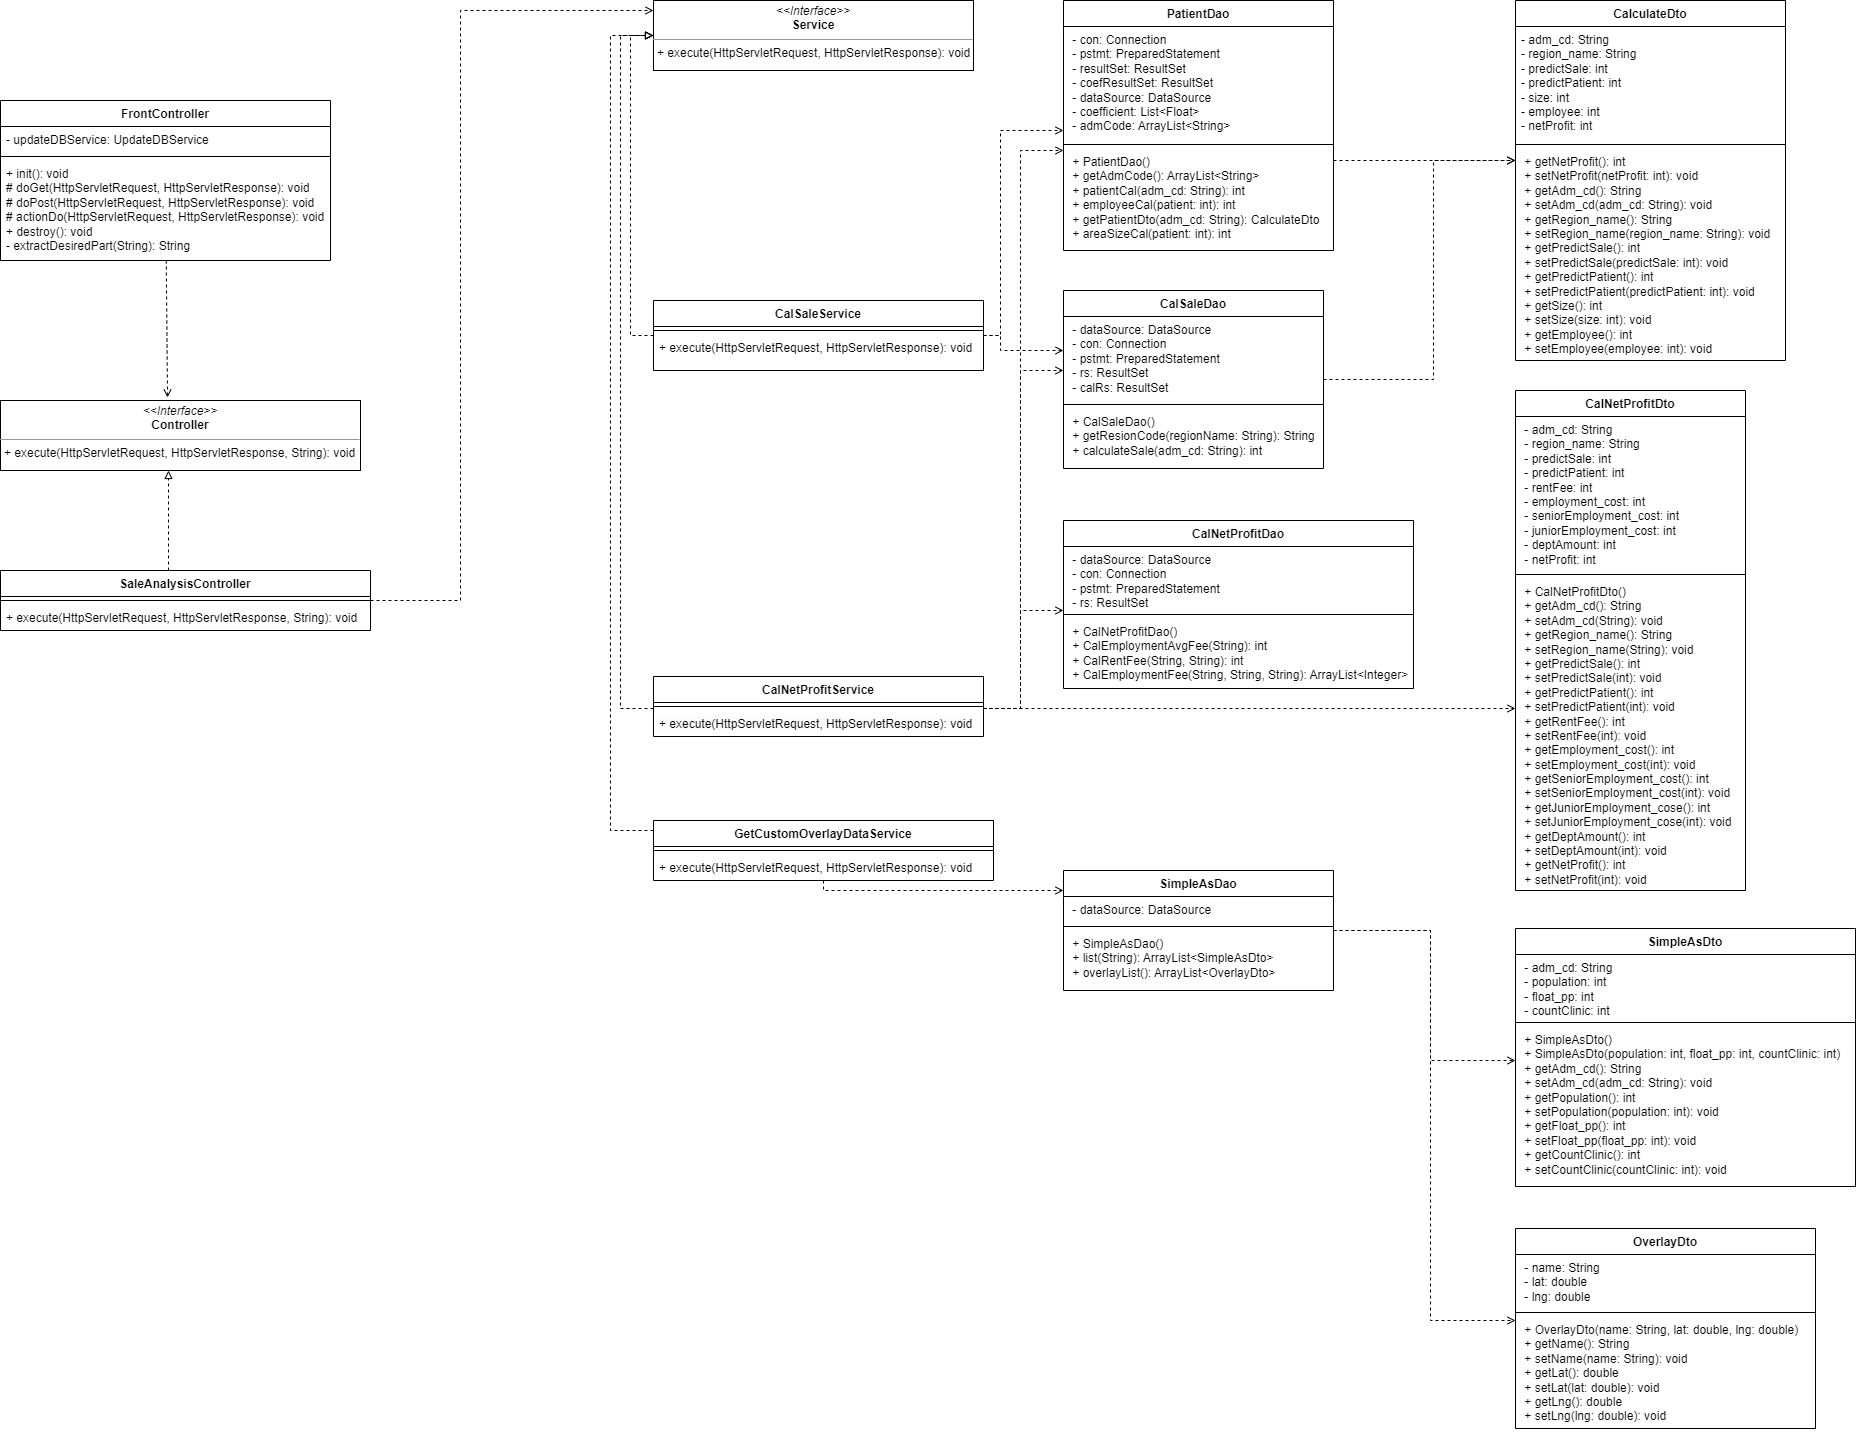 FrontController
- updateDBService: UpdateDBService
+ init(): void
# doGet(HttpServletRequest, HttpServletResponse): void
# doPost(HttpServletRequest, HttpServletResponse): void
# actionDo(HttpServletRequest, HttpServletResponse): void
+ destroy(): void
- extractDesiredPart(String): String
<<Interface>>
Controller
+ execute(HttpServletRequest, HttpServletResponse, String): void
SaleAnalysisController
+ execute(HttpServletRequest, HttpServletResponse, String): void
<<Interface>>
Service
+ execute(HttpServletRequest, HttpServletResponse): void
CalSaleService
+ execute(HttpServletRequest, HttpServletResponse): void
CalNetProfitService
+ execute(HttpServletRequest, HttpServletResponse): void
GetCustomOverlayDataService
+ execute(HttpServletRequest, HttpServletResponse): void
PatientDao
- con: Connection
- pstmt: PreparedStatement
- resultSet: ResultSet
- coefResultSet: ResultSet
- dataSource: DataSource
- coefficient: List<Float>
- admCode: ArrayList<String>
+ PatientDao()
+ getAdmCode(): ArrayList<String>
+ patientCal(adm_cd: String): int
+ employeeCal(patient: int): int
+ getPatientDto(adm_cd: String): CalculateDto
+ areaSizeCal(patient: int): int
CalSaleDao
- dataSource: DataSource
- con: Connection
- pstmt: PreparedStatement
- rs: ResultSet
- calRs: ResultSet
+ CalSaleDao()
+ getResionCode(regionName: String): String
+ calculateSale(adm_cd: String): int
CalNetProfitDao
- dataSource: DataSource
- con: Connection
- pstmt: PreparedStatement
- rs: ResultSet
+ CalNetProfitDao()
+ CalEmploymentAvgFee(String): int
+ CalRentFee(String, String): int
+ CalEmploymentFee(String, String, String): ArrayList<Integer>
SimpleAsDao
- dataSource: DataSource
+ SimpleAsDao()
+ list(String): ArrayList<SimpleAsDto>
+ overlayList(): ArrayList<OverlayDto>
CalculateDto
- adm_cd: String
- region_name: String
- predictSale: int
- predictPatient: int
- size: int
- employee: int
- netProfit: int
+ getNetProfit(): int
+ setNetProfit(netProfit: int): void
+ getAdm_cd(): String
+ setAdm_cd(adm_cd: String): void
+ getRegion_name(): String
+ setRegion_name(region_name: String): void
+ getPredictSale(): int
+ setPredictSale(predictSale: int): void
+ getPredictPatient(): int
+ setPredictPatient(predictPatient: int): void
+ getSize(): int
+ setSize(size: int): void
+ getEmployee(): int
+ setEmployee(employee: int): void
CalNetProfitDto
- adm_cd: String
- region_name: String
- predictSale: int
- predictPatient: int
- rentFee: int
- employment_cost: int
- seniorEmployment_cost: int
- juniorEmployment_cost: int
- deptAmount: int
- netProfit: int
+ CalNetProfitDto()
+ getAdm_cd(): String
+ setAdm_cd(String): void
+ getRegion_name(): String
+ setRegion_name(String): void
+ getPredictSale(): int
+ setPredictSale(int): void
+ getPredictPatient(): int
+ setPredictPatient(int): void
+ getRentFee(): int
+ setRentFee(int): void
+ getEmployment_cost(): int
+ setEmployment_cost(int): void
+ getSeniorEmployment_cost(): int
+ setSeniorEmployment_cost(int): void
+ getJuniorEmployment_cose(): int
+ setJuniorEmployment_cose(int): void
+ getDeptAmount(): int
+ setDeptAmount(int): void
+ getNetProfit(): int
+ setNetProfit(int): void
SimpleAsDto
- adm_cd: String
- population: int
- float_pp: int
- countClinic: int
+ SimpleAsDto()
+ SimpleAsDto(population: int, float_pp: int, countClinic: int)
+ getAdm_cd(): String
+ setAdm_cd(adm_cd: String): void
+ getPopulation(): int
+ setPopulation(population: int): void
+ getFloat_pp(): int
+ setFloat_pp(float_pp: int): void
+ getCountClinic(): int
+ setCountClinic(countClinic: int): void
OverlayDto
- name: String
- lat: double
- lng: double
+ OverlayDto(name: String, lat: double, lng: double)
+ getName(): String
+ setName(name: String): void
+ getLat(): double
+ setLat(lat: double): void
+ getLng(): double
+ setLng(lng: double): void